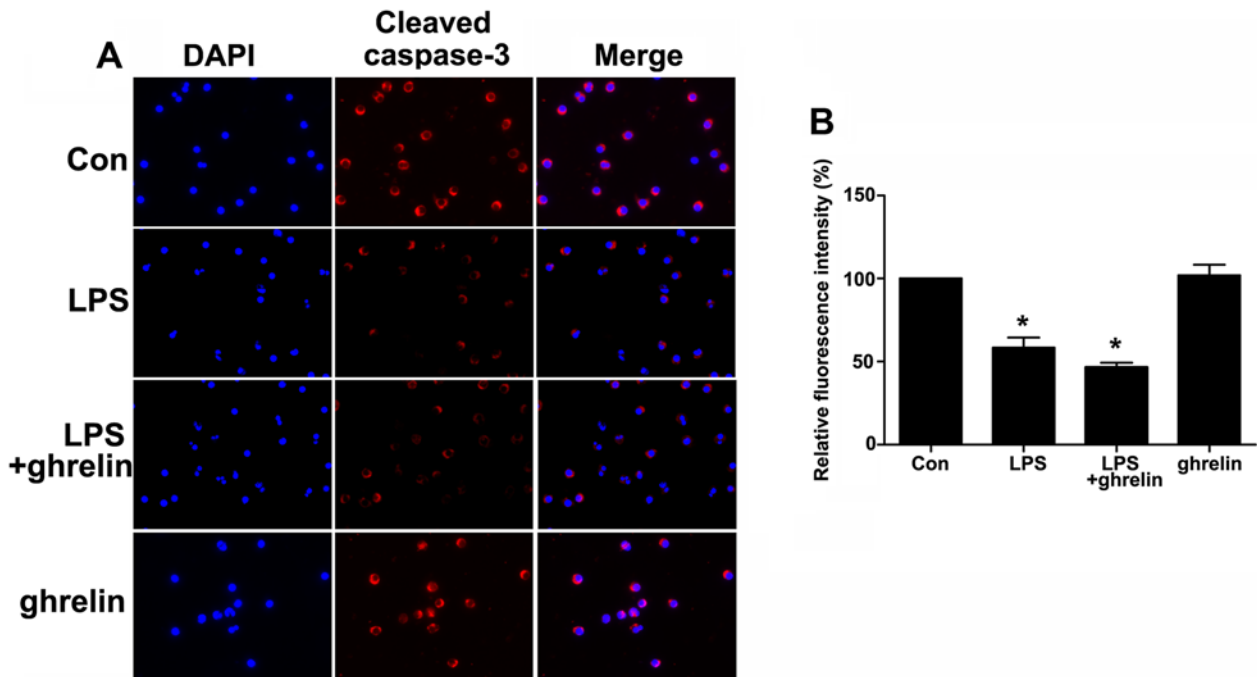 A
DAPI
Cleaved
caspase-3
Merge
Con
LPS
LPS
+ghrelin
ghrelin
B
Relative fluorescence intensity (%)
150
100
50
0
*
*
Con
LPS
LPS
+ghrelin
ghrelin